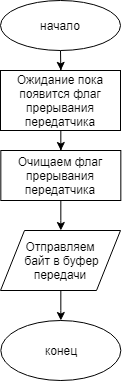 начало
Ожидание пока
появится флаг
прерывания
передатчика
Очищаем флаг
прерывания
передатчика
Отправляем
байт в буфер
передачи
конец